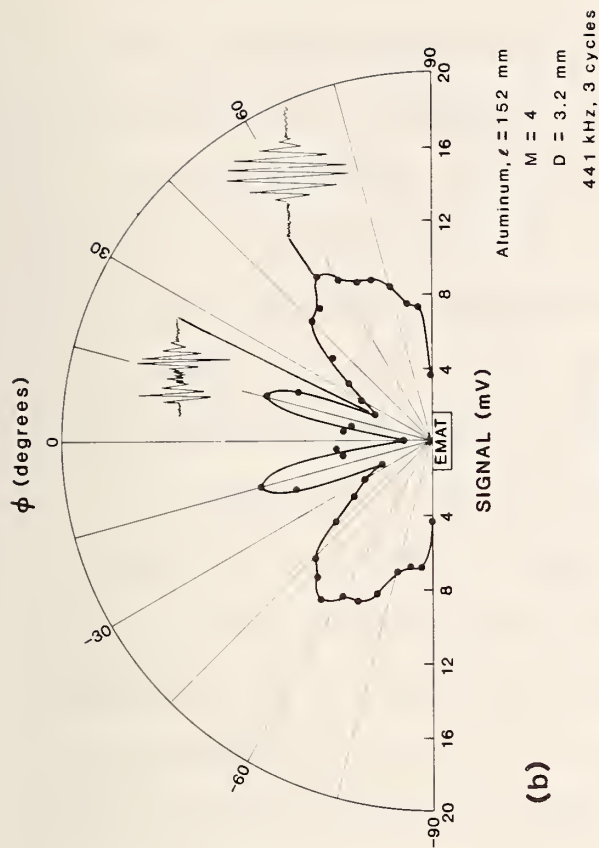 ϕ (degrees)
0
30
60
90
-30
-60
-90
20 16 12 8 4 4 8 12 16 20
EMAT
SIGNAL (mV)
Aluminum, ℓ = 152 mm
M = 4
D = 3.2 mm
441 kHz, 3 cycles
(b)